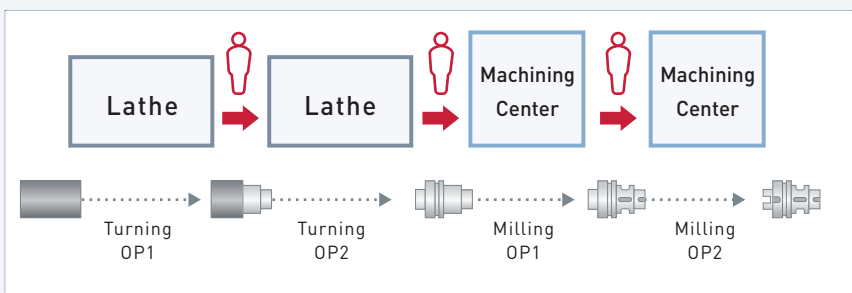 Lathe
Lathe
Machining
Center
Machining
Center
Turning
OP1
Turning
OP2
Milling
OP1
Milling
OP2